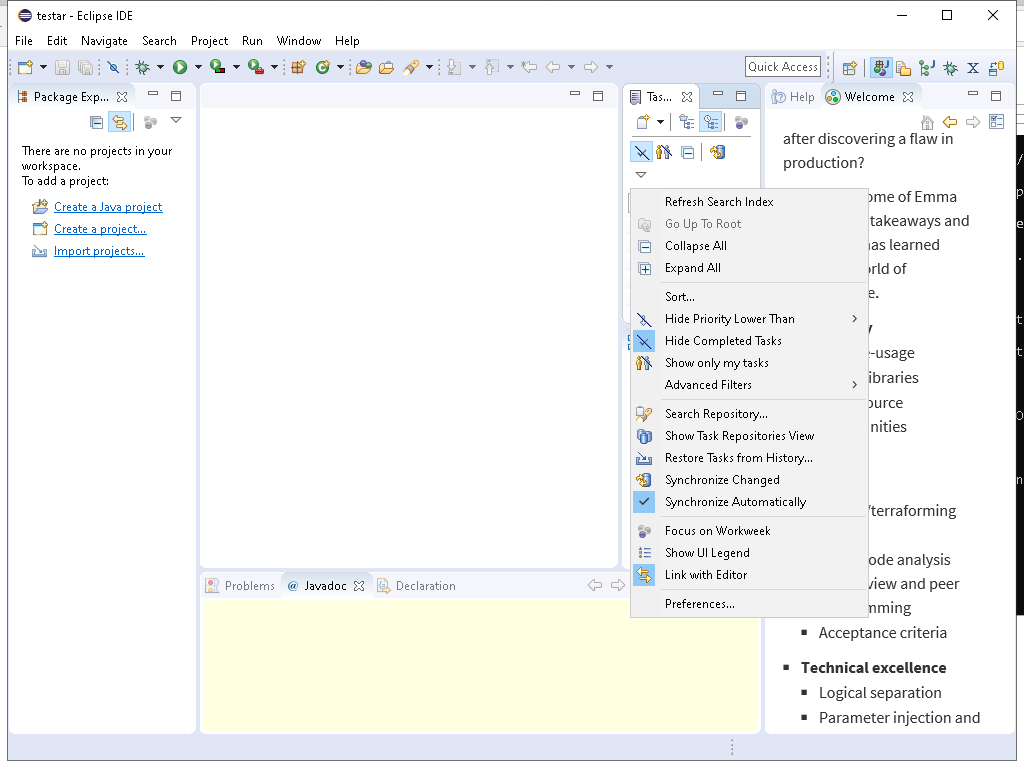 testar - Eclipse IDE
File Edit Navigate Search Project Run Window Help
Quick Access
Package Exp...
There are no projects in your
workspace.
To add a project:
Create a Java project
Create a project...
Import projects...
Tas...
Help
Welcome
after discovering a flaw in
production?
ome of Emma
takeaways and
as learned
rld of
e.
y
-usage
ibraries
ource
nities
/terraforming
ode analysis
view and peer
mming
Acceptance criteria
Technical excellence
Logical separation
Parameter injection and
Refresh Search Index
Go Up To Root
Collapse All
Expand All
Sort...
Hide Priority Lower Than
Hide Completed Tasks
Show only my tasks
Advanced Filters
Search Repository...
Show Task Repositories View
Restore Tasks from History...
Synchronize Changed
Synchronize Automatically
Focus on Workweek
Show UI Legend
Link with Editor
Preferences...
Problems
@ Javadoc
Declaration